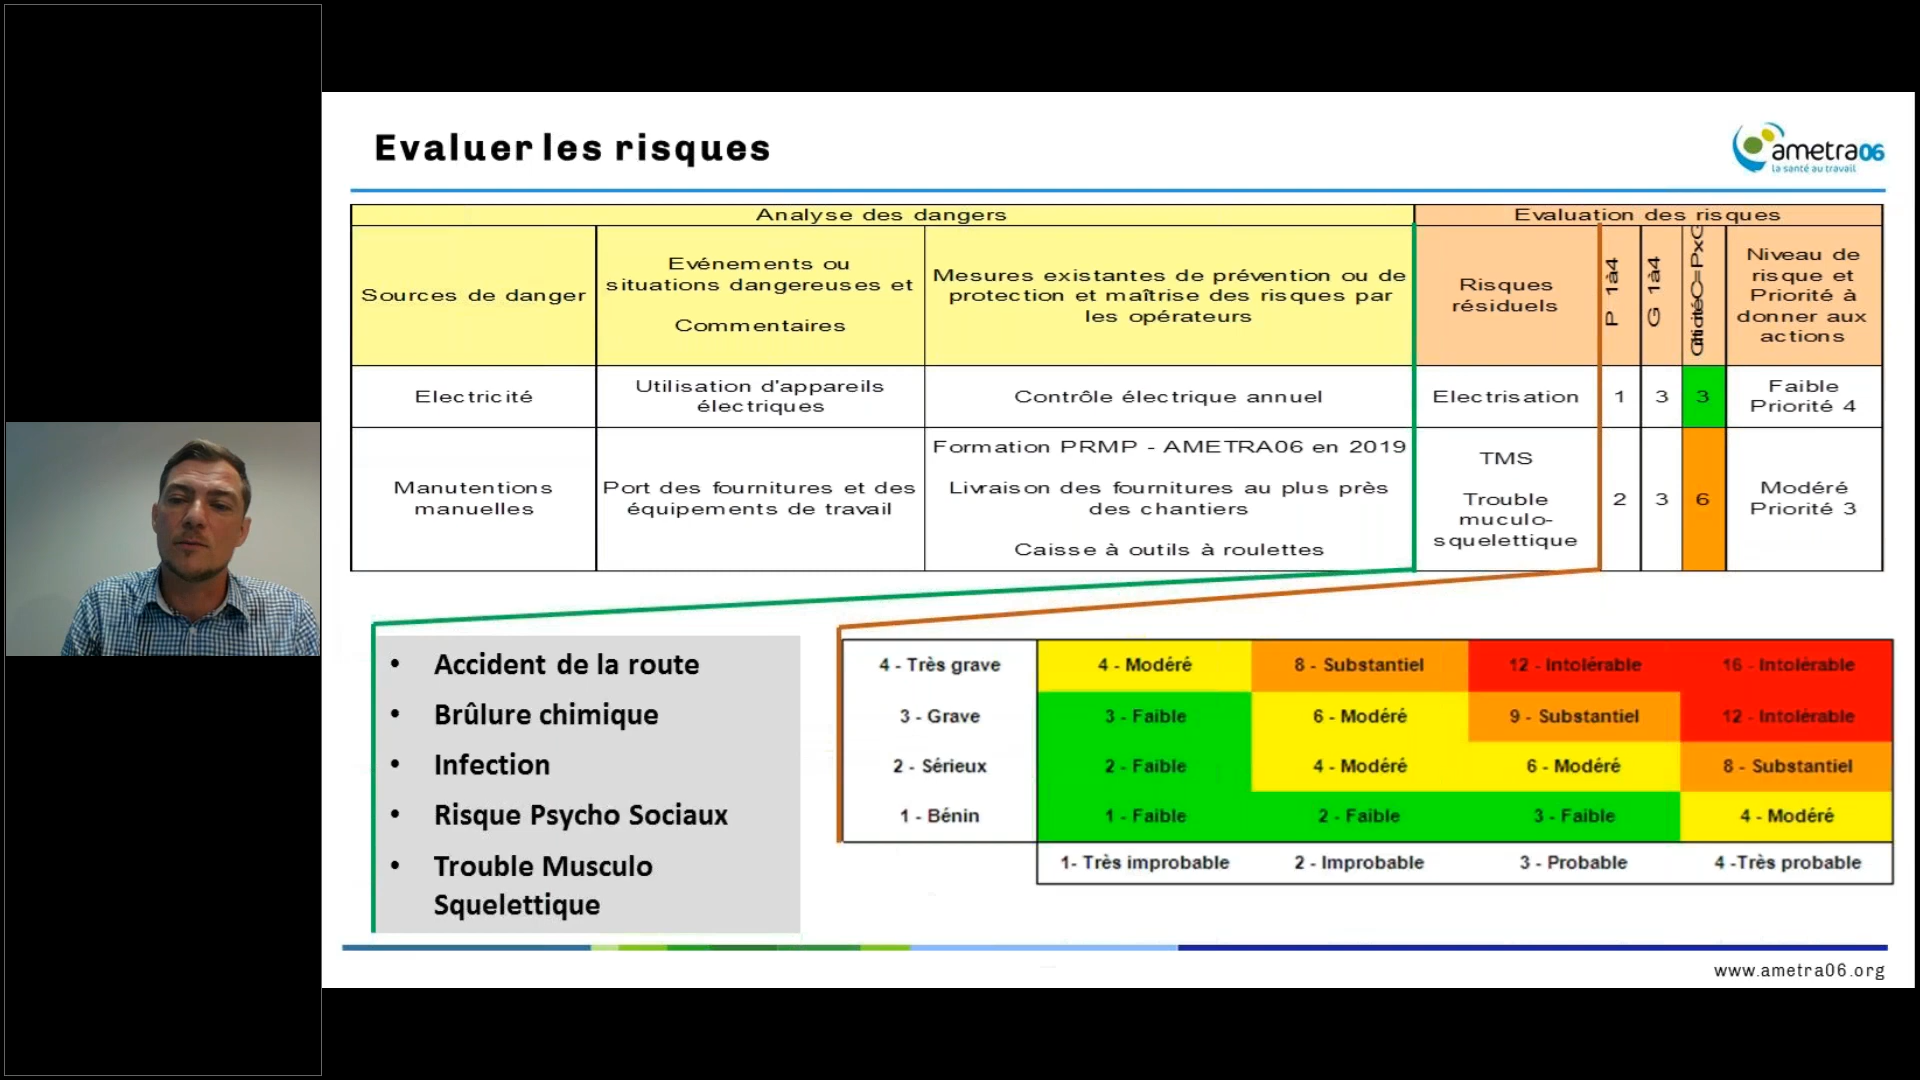 Evaluer les risques
ametra06
la santé au travail
Analyse des dangers
Evaluation des risques
Sources de danger
Evénements ou
situations dangereuses et
Commentaires
Mesures existantes de prévention ou de
protection et maîtrise des risques par
les opérateurs
Risques
résiduels
P 1à4
G 1à4
C=PxG
Niveau de
risque et
Priorité à
donner aux
actions
Electricité
Utilisation d'appareils
électriques
Contrôle électrique annuel
Electrisation
1
3
3
Faible
Priorité 4
Manutentions
manuelles
Port des fournitures et des
équipements de travail
Formation PRMP - AMETRA06 en 2019
Livraison des fournitures au plus près
des chantiers
Caisse à outils à roulettes
TMS
Trouble
muculo-
squelettique
2
3
6
Modéré
Priorité 3
• Accident de la route
• Brûlure chimique
• Infection
• Risque Psycho Sociaux
• Trouble Musculo
Squelettique
4 - Très grave 4 - Modéré 8 - Substantiel 12 - Intolérable 16 - Intolérable
3 - Grave 3 - Faible 6 - Modéré 9 - Substantiel 12 - Intolérable
2 - Sérieux 2 - Faible 4 - Modéré 6 - Modéré 8 - Substantiel
1 - Bénin 1 - Faible 2 - Faible 3 - Faible 4 - Modéré
1- Très improbable 2 - Improbable 3 - Probable 4 -Très probable
www.ametra06.org